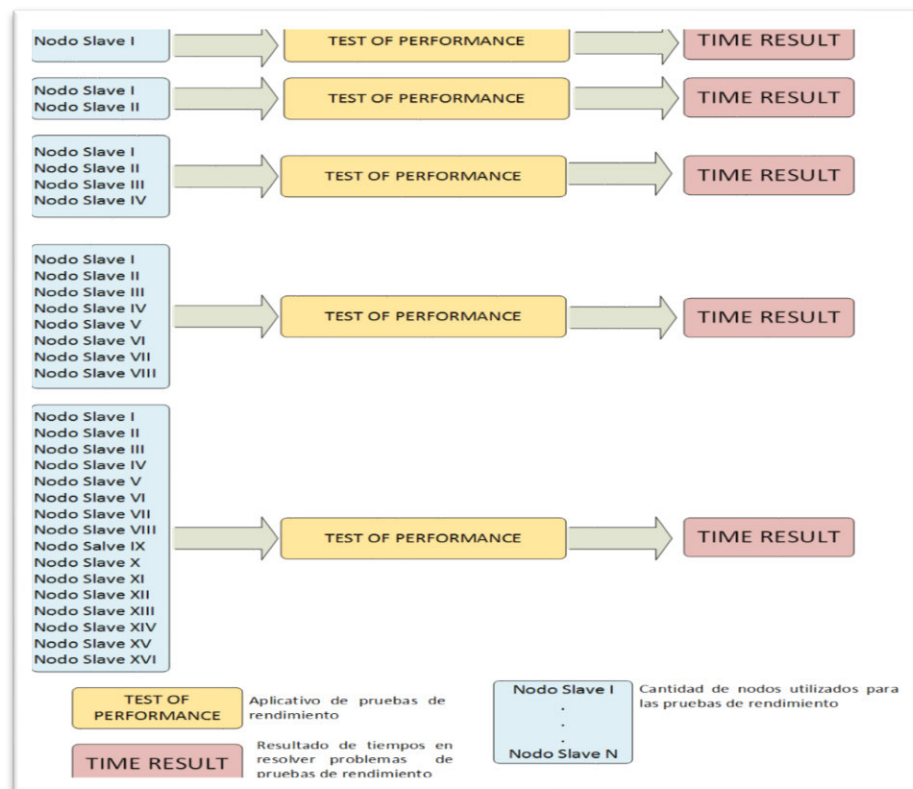 Nodo Slave I
TEST OF PERFORMANCE
TIME RESULT
Nodo Slave I
Nodo Slave II
TEST OF PERFORMANCE
TIME RESULT
Nodo Slave I
Nodo Slave II
Nodo Slave III
Nodo Slave IV
TEST OF PERFORMANCE
TIME RESULT
Nodo Slave I
Nodo Slave II
Nodo Slave III
Nodo Slave IV
Nodo Slave V
Nodo Slave VI
Nodo Slave VII
Nodo Slave VIII
TEST OF PERFORMANCE
TIME RESULT
Nodo Slave I
Nodo Slave II
Nodo Slave III
Nodo Slave IV
Nodo Slave V
Nodo Slave VI
Nodo Slave VII
Nodo Slave VIII
Nodo Salve IX
Nodo Slave X
Nodo Slave XI
Nodo Slave XII
Nodo Slave XIII
Nodo Slave XIV
Nodo Slave XV
Nodo Slave XVI
TEST OF PERFORMANCE
TIME RESULT
TEST OF
PERFORMANCE
Aplicativo de pruebas de
rendimiento
TIME RESULT
Resultado de tiempos en
resolver problemas de
pruebas de rendimiento
Nodo Slave I
.
.
.
Nodo Slave N
Cantidad de nodos utilizados para
las pruebas de rendimiento